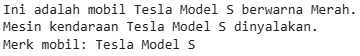 Ini adalah mobil Tesla Model S berwarna Merah.
Mesin kendaraan Tesla Model S dinyalakan.
Merk mobil: Tesla Model S